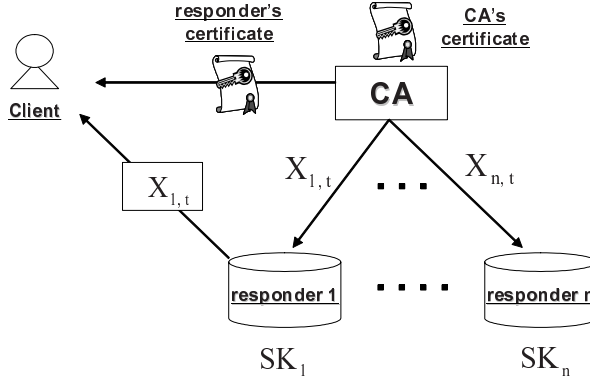 responder's
certificate
CA's
certificate
Client
CA
X1, t
Xn, t
X1, t
responder 1
responder n
SK1
SKn